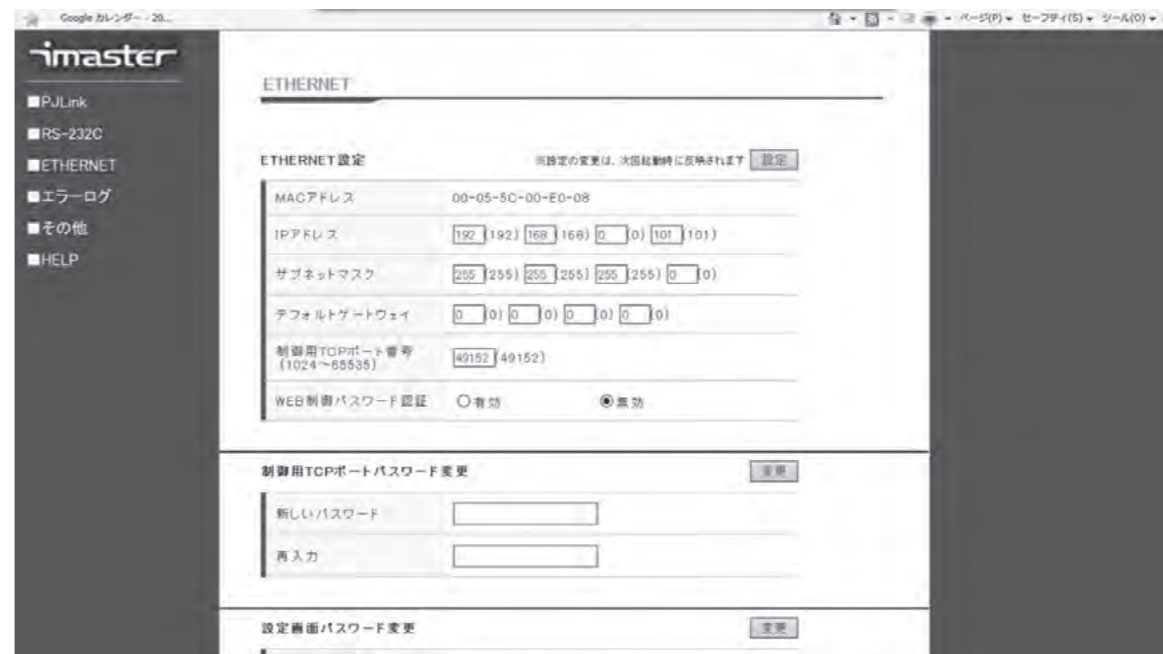 Google カレンダー - 20...
ページ(P) セーフティ(S) ツール(O)
imaster
■PJLink
■RS-232C
■ETHERNET
■エラーログ
■その他
■HELP
ETHERNET
ETHERNET設定 ※設定の変更は、次回起動時に反映されます 設定
MACアドレス 00-05-5C-00-E0-08
IPアドレス 192 (192) 168 (168) 0 (0) 101 (101)
サブネットマスク 255 (255) 255 (255) 255 (255) 0 (0)
デフォルトゲートウェイ 0 (0) 0 (0) 0 (0) 0 (0)
制御用TCPポート番号 49152 (49152)
(1024～65535)
WEB制御パスワード認証 有効 無効
制御用TCPポートパスワード変更 変更
新しいパスワード
再入力
設定画面パスワード変更 変更